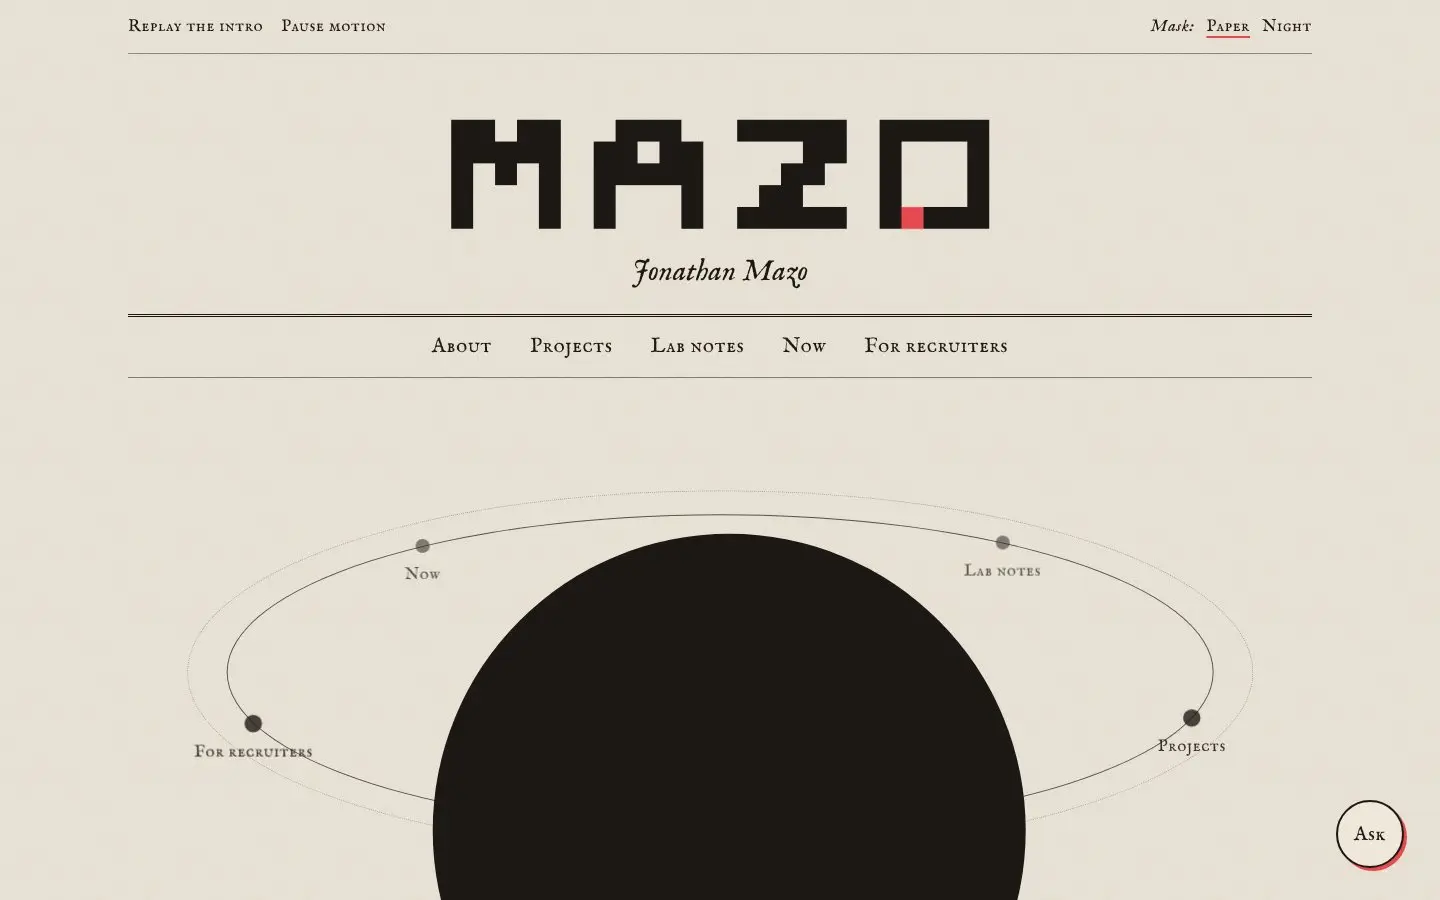 Replay the intro Pause motion
Mask: Paper Night
MAZO
Jonathan Mazo
About Projects Lab notes Now For recruiters
Now
Lab notes
For recruiters
Projects
Ask